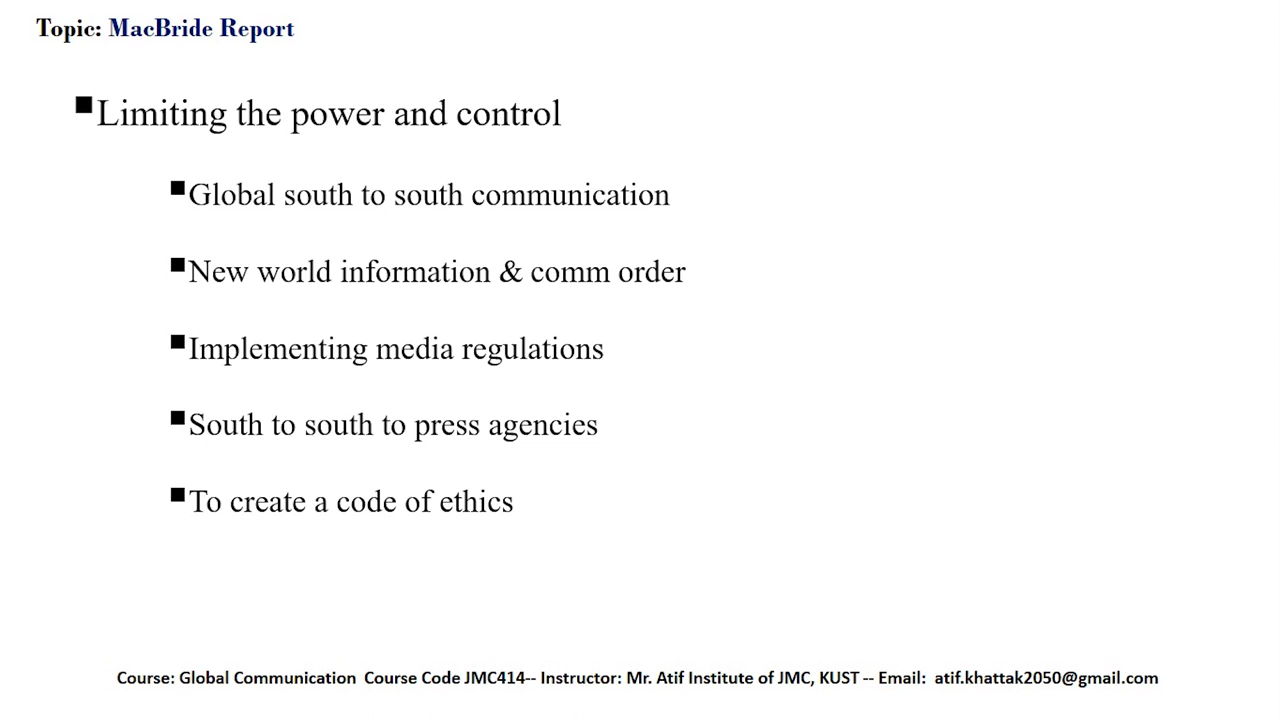 Topic: MacBride Report
▪Limiting the power and control
▪Global south to south communication
▪New world information & comm order
▪Implementing media regulations
▪South to south to press agencies
▪To create a code of ethics
Course: Global Communication Course Code JMC414-- Instructor: Mr. Atif Institute of JMC, KUST -- Email: atif.khattak2050@gmail.com